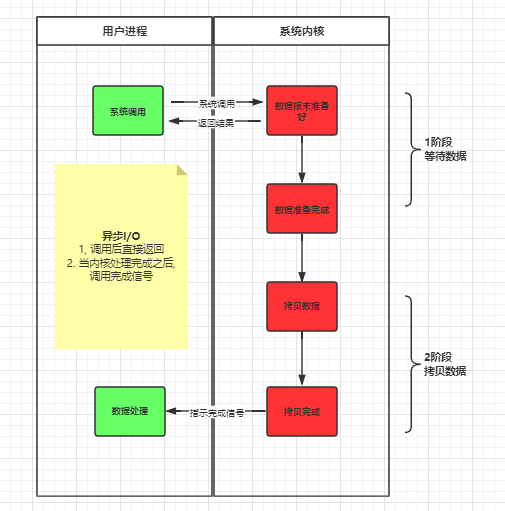 用户进程
系统内核
系统调用
系统调用
返回结果
数据报未准备
好
1阶段
等待数据
数据准备完成
异步I/O
1, 调用后直接返回
2. 当内核处理完成之后,
调用完成信号
拷贝数据
2阶段
拷贝数据
数据处理
指示完成信号
拷贝完成